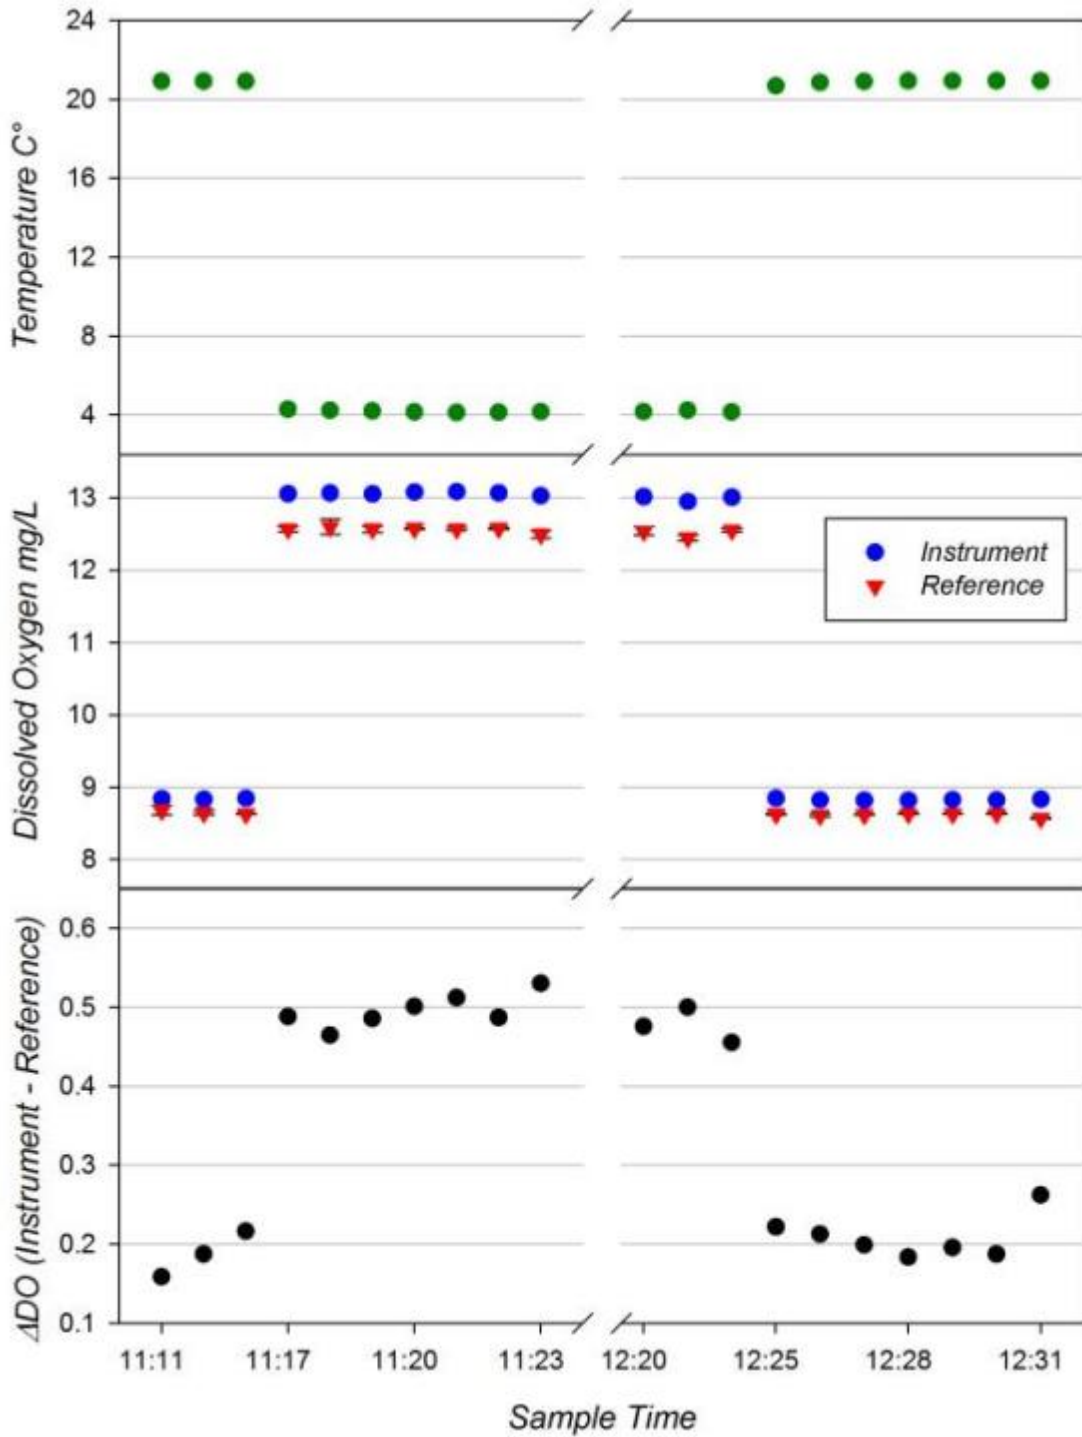 24
20
16
12
8
4
Temperature C°
13
12
11
10
9
8
Dissolved Oxygen mg/L
Instrument
Reference
0.6
0.5
0.4
0.3
0.2
0.1
ΔDO (Instrument - Reference)
11:11 11:17 11:20 11:23 12:20 12:25 12:28 12:31
Sample Time